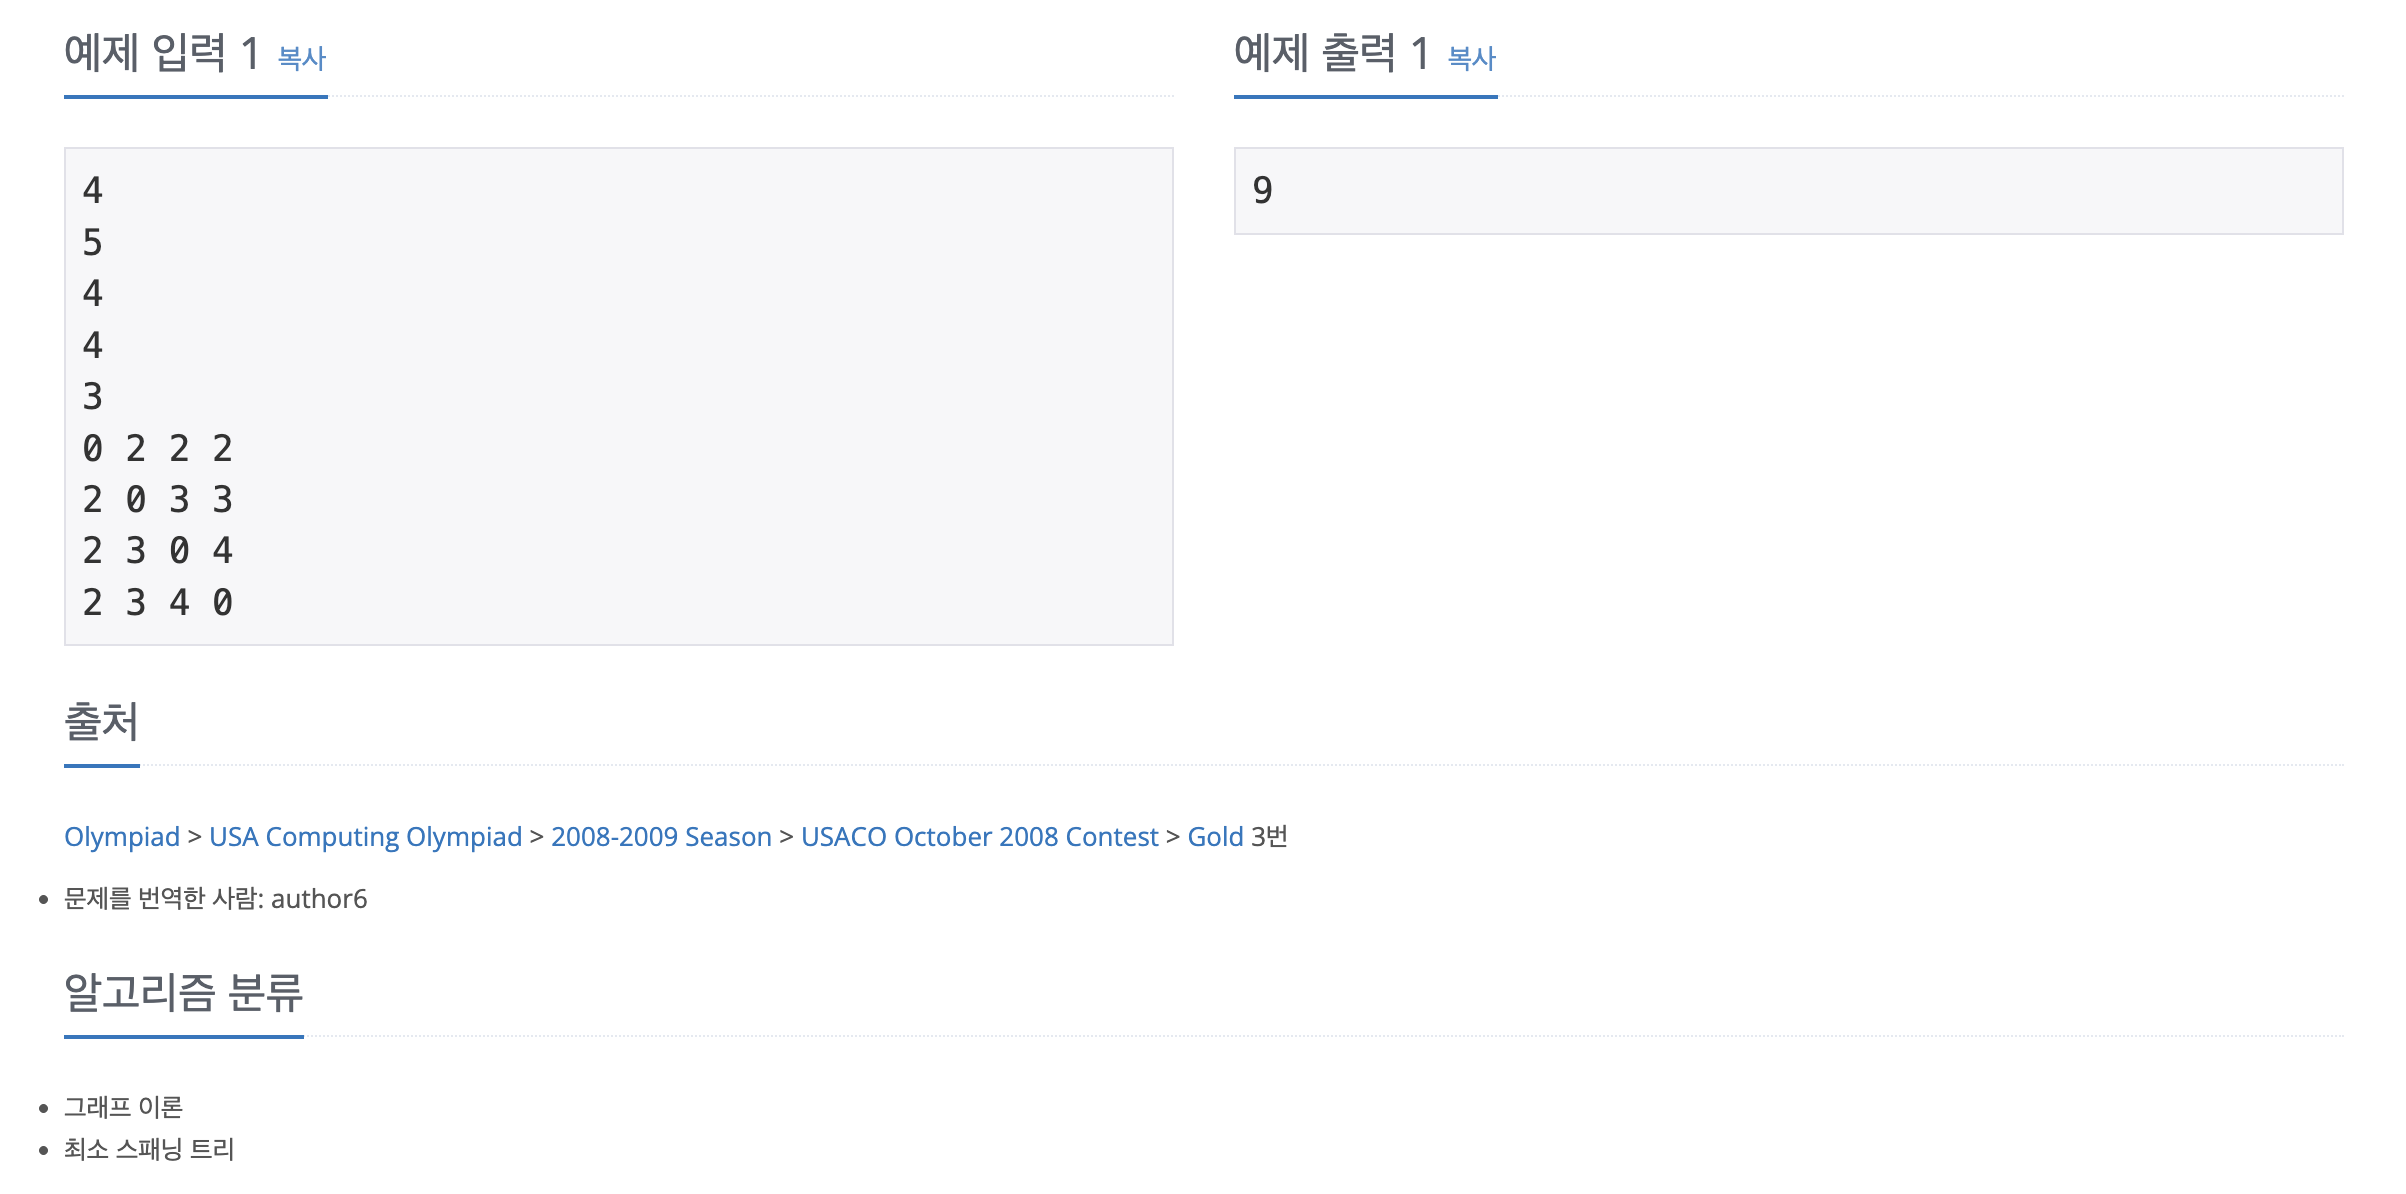 예제 입력 1 복사
4
5
4
4
3
0 2 2 2
2 0 3 3
2 3 0 4
2 3 4 0
예제 출력 1 복사
9
출처
Olympiad > USA Computing Olympiad > 2008-2009 Season > USACO October 2008 Contest > Gold 3번
• 문제를 번역한 사람: author6
알고리즘 분류
• 그래프 이론
• 최소 스패닝 트리